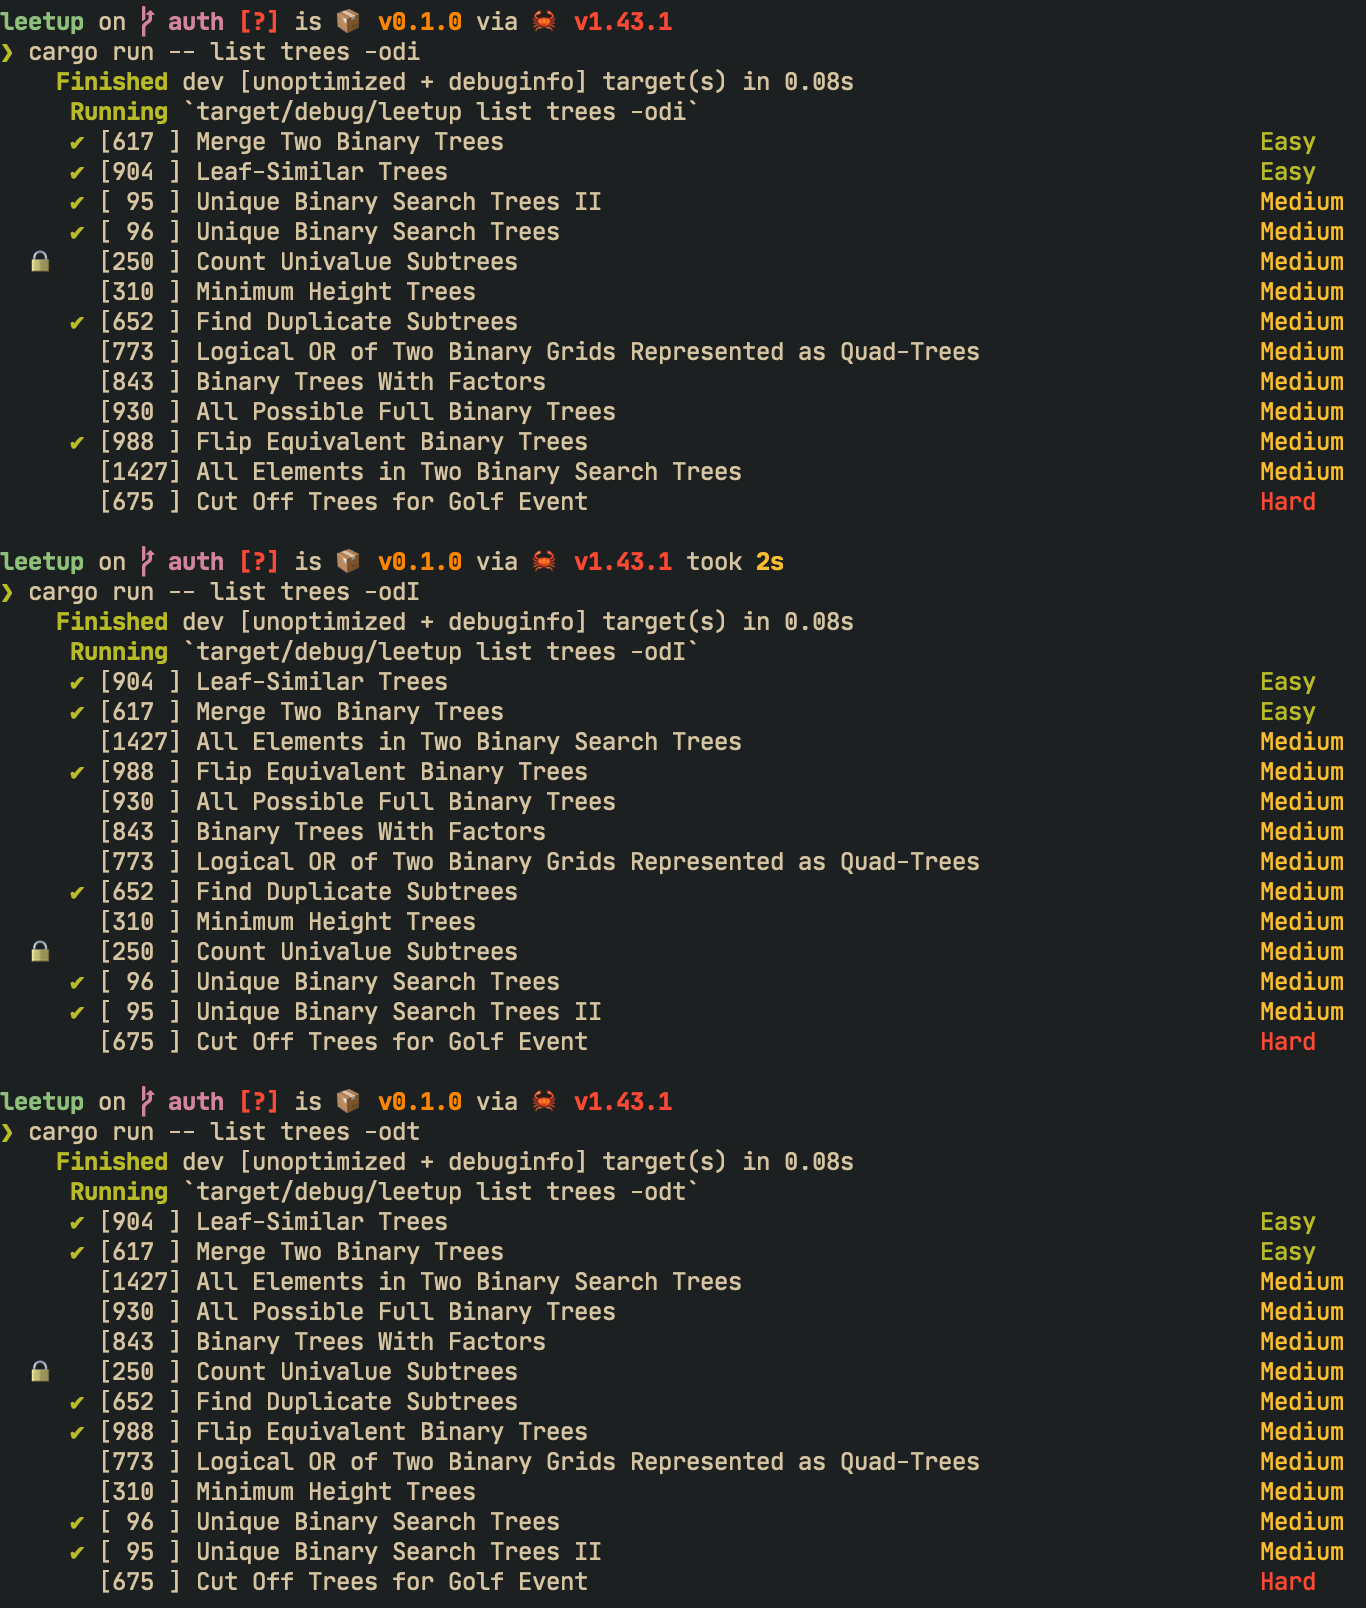 leetup on auth [?] is 📦 v0.1.0 via 🦀 v1.43.1
❯ cargo run -- list trees -odi
Finished dev [unoptimized + debuginfo] target(s) in 0.08s
Running `target/debug/leetup list trees -odi`
✔ [617 ] Merge Two Binary Trees Easy
✔ [904 ] Leaf-Similar Trees Easy
✔ [ 95 ] Unique Binary Search Trees II Medium
✔ [ 96 ] Unique Binary Search Trees Medium
🔒 [250 ] Count Univalue Subtrees Medium
[310 ] Minimum Height Trees Medium
✔ [652 ] Find Duplicate Subtrees Medium
[773 ] Logical OR of Two Binary Grids Represented as Quad-Trees Medium
[843 ] Binary Trees With Factors Medium
[930 ] All Possible Full Binary Trees Medium
✔ [988 ] Flip Equivalent Binary Trees Medium
[1427] All Elements in Two Binary Search Trees Medium
[675 ] Cut Off Trees for Golf Event Hard
leetup on auth [?] is 📦 v0.1.0 via 🦀 v1.43.1 took 2s
❯ cargo run -- list trees -odI
Finished dev [unoptimized + debuginfo] target(s) in 0.08s
Running `target/debug/leetup list trees -odI`
✔ [904 ] Leaf-Similar Trees Easy
✔ [617 ] Merge Two Binary Trees Easy
[1427] All Elements in Two Binary Search Trees Medium
✔ [988 ] Flip Equivalent Binary Trees Medium
[930 ] All Possible Full Binary Trees Medium
[843 ] Binary Trees With Factors Medium
[773 ] Logical OR of Two Binary Grids Represented as Quad-Trees Medium
✔ [652 ] Find Duplicate Subtrees Medium
[310 ] Minimum Height Trees Medium
🔒 [250 ] Count Univalue Subtrees Medium
✔ [ 96 ] Unique Binary Search Trees Medium
✔ [ 95 ] Unique Binary Search Trees II Medium
[675 ] Cut Off Trees for Golf Event Hard
leetup on auth [?] is 📦 v0.1.0 via 🦀 v1.43.1
❯ cargo run -- list trees -odt
Finished dev [unoptimized + debuginfo] target(s) in 0.08s
Running `target/debug/leetup list trees -odt`
✔ [904 ] Leaf-Similar Trees Easy
✔ [617 ] Merge Two Binary Trees Easy
[1427] All Elements in Two Binary Search Trees Medium
[930 ] All Possible Full Binary Trees Medium
[843 ] Binary Trees With Factors Medium
🔒 [250 ] Count Univalue Subtrees Medium
✔ [652 ] Find Duplicate Subtrees Medium
✔ [988 ] Flip Equivalent Binary Trees Medium
[773 ] Logical OR of Two Binary Grids Represented as Quad-Trees Medium
[310 ] Minimum Height Trees Medium
✔ [ 96 ] Unique Binary Search Trees Medium
✔ [ 95 ] Unique Binary Search Trees II Medium
[675 ] Cut Off Trees for Golf Event Hard